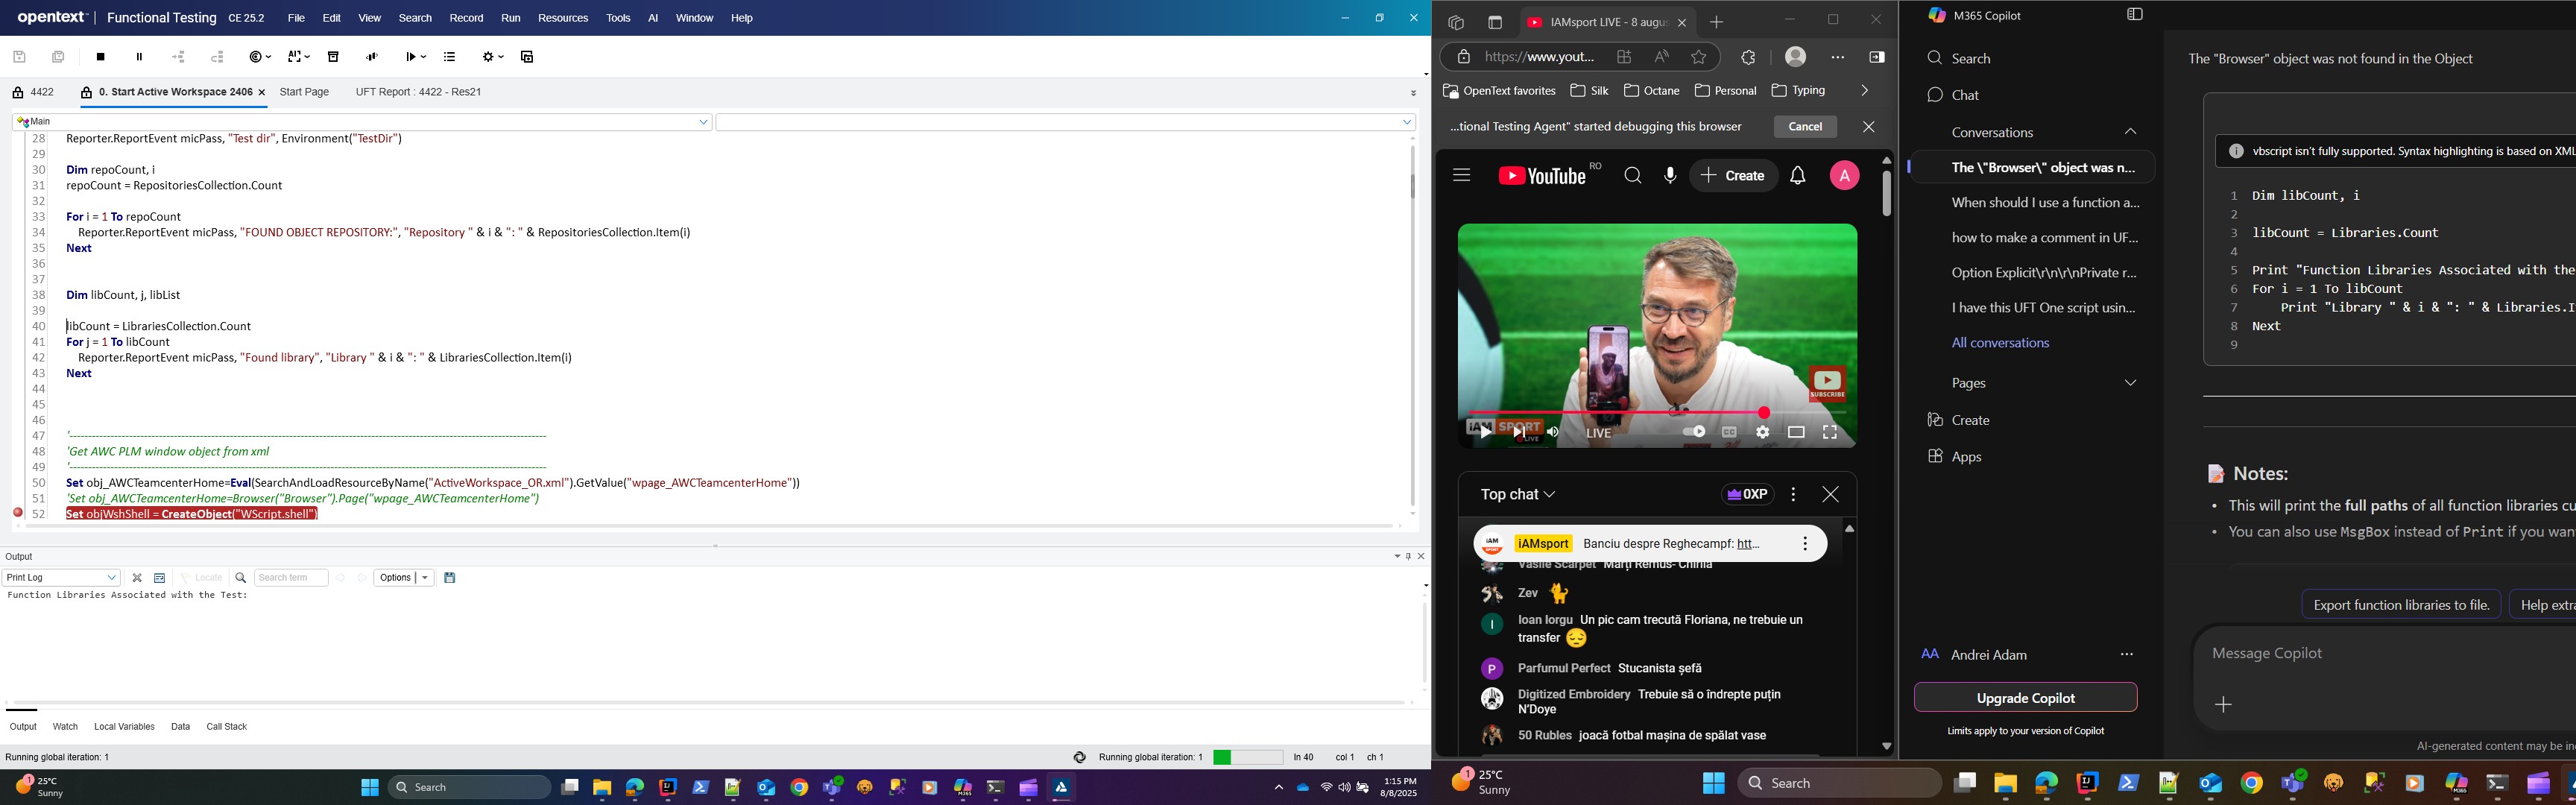 opentext | Functional Testing CE 25.2 File Edit View Search Record Run Resources Tools AI Window Help
4422 0. Start Active Workspace 2406 Start Page UFT Report : 4422 - Res21
Main
28 Reporter.ReportEvent micPass, "Test dir", Environment("TestDir")
29
30 Dim repoCount, i
31 repoCount = RepositoriesCollection.Count
32
33 For i = 1 To repoCount
34 Reporter.ReportEvent micPass, "FOUND OBJECT REPOSITORY:", "Repository " & i & ": " & RepositoriesCollection.Item(i)
35 Next
36
37
38 Dim libCount, j, libList
39
40 libCount = LibrariesCollection.Count
41 For j = 1 To libCount
42 Reporter.ReportEvent micPass, "Found library", "Library " & i & ": " & LibrariesCollection.Item(i)
43 Next
44
45
46
47 '--------------------------------------------------------------------------------
48 'Get AWC PLM window object from xml
49 '--------------------------------------------------------------------------------
50 Set obj_AWCTeamcenterHome=Eval(SearchAndLoadResourceByName("ActiveWorkspace_OR.xml").GetValue("wpage_AWCTeamcenterHome"))
51 'Set obj_AWCTeamcenterHome=Browser("Browser").Page("wpage_AWCTeamcenterHome")
52 Set objWshShell = CreateObject("WScript.shell")
Output
Print Log Locate Search term Options
Function Libraries Associated with the Test:
Output Watch Local Variables Data Call Stack
Running global iteration: 1 Running global iteration: 1 ln 40 col 1 ch 1
1
25°C
Sunny
Search
1:15 PM
8/8/2025
IAMsport LIVE - 8 augus
https://www.yout...
OpenText favorites Silk Octane Personal Typing
...tional Testing Agent" started debugging this browser Cancel
YouTube RO Create A
SUBSCRIBE
iAM SPORT
LIVE
LIVE
Top chat 0XP
iAM SPORT iAMsport Banciu despre Reghecampf: htt...
Vasile Scarpet Marți Remus- Chirila
Zev
I Ioan Iorgu Un pic cam trecută Floriana, ne trebuie un
transfer
P Parfumul Perfect Stucanista șefă
Digitized Embroidery Trebuie să o îndrepte puțin
N'Doye
50 Rubles joacă fotbal mașina de spălat vase
1
25°C
Sunny
Search
M365 Copilot
Search
Chat
Conversations
The \"Browser\" object was n...
When should I use a function a...
how to make a comment in UF...
Option Explicit\r\n\r\nPrivate r...
I have this UFT One script usin...
All conversations
Pages
Create
Apps
AA Andrei Adam
Upgrade Copilot
Limits apply to your version of Copilot
The "Browser" object was not found in the Object
vbscript isn't fully supported. Syntax highlighting is based on XML
1 Dim libCount, i
2
3 libCount = Libraries.Count
4
5 Print "Function Libraries Associated with the
6 For i = 1 To libCount
7 Print "Library " & i & ": " & Libraries.I
8 Next
9
Notes:
This will print the full paths of all function libraries cu
You can also use MsgBox instead of Print if you wan
Export function libraries to file. Help extra
Message Copilot
AI-generated content may be in